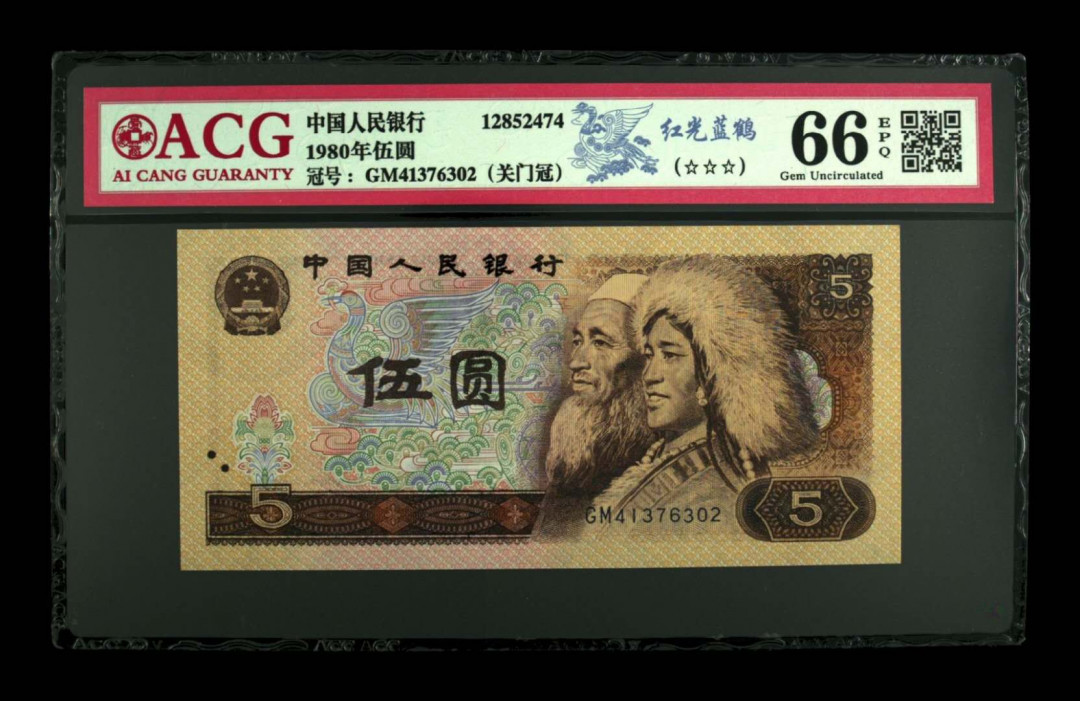 ACG
AI CANG GUARANTY
中国人民银行 12852474
1980年伍圆
冠号：GM41376302（关门冠）
红光蓝鹤
(☆☆☆)
66
EPQ
Gem Uncirculated
中国人民银行
5
伍圆
5
GM41376302
5